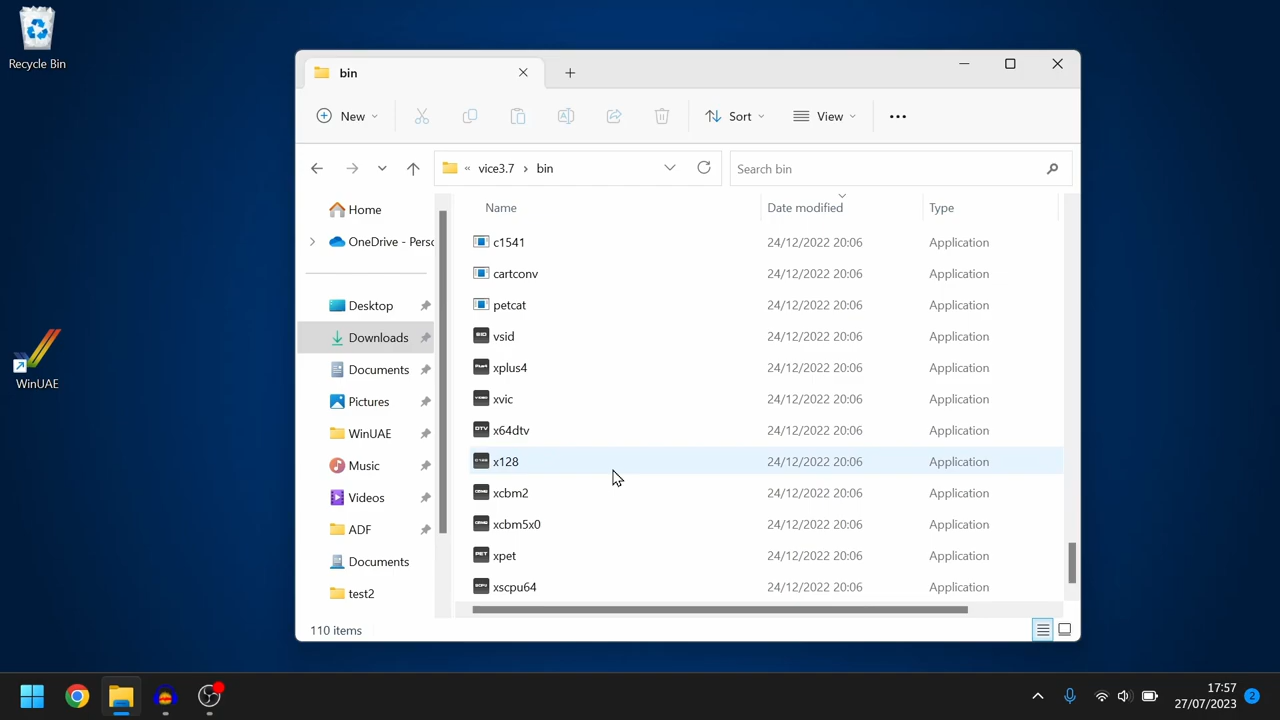 Recycle Bin
WinUAE
bin
New
Sort
View
« vice3.7 › bin
Search bin
Home
OneDrive - Perso
Desktop
Downloads
Documents
Pictures
WinUAE
Music
Videos
ADF
Documents
test2
Name Date modified Type
c1541 24/12/2022 20:06 Application
cartconv 24/12/2022 20:06 Application
petcat 24/12/2022 20:06 Application
vsid 24/12/2022 20:06 Application
xplus4 24/12/2022 20:06 Application
xvic 24/12/2022 20:06 Application
x64dtv 24/12/2022 20:06 Application
x128 24/12/2022 20:06 Application
xcbm2 24/12/2022 20:06 Application
xcbm5x0 24/12/2022 20:06 Application
xpet 24/12/2022 20:06 Application
xscpu64 24/12/2022 20:06 Application
110 items
17:57
27/07/2023
2